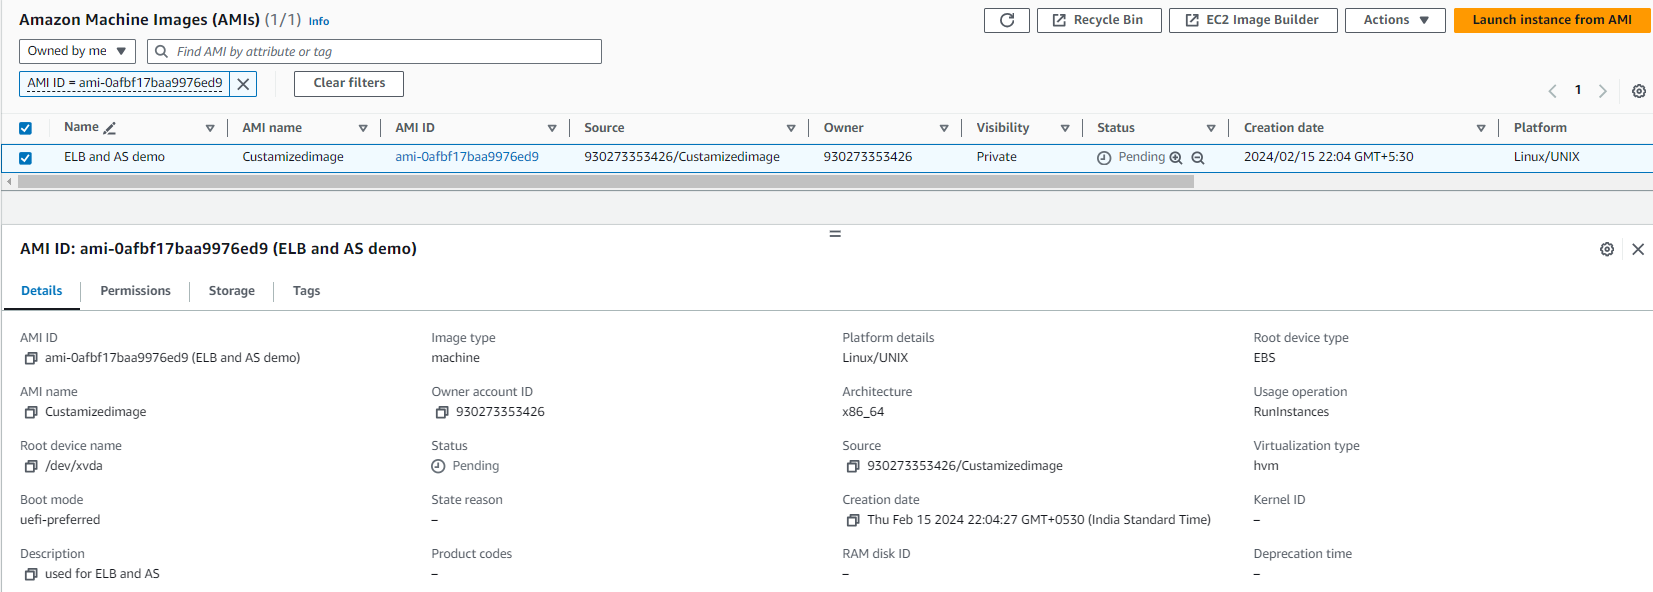 Amazon Machine Images (AMIs) (1/1) Info
Recycle Bin
EC2 Image Builder
Actions
Launch instance from AMI
Owned by me
Find AMI by attribute or tag
AMI ID = ami-0afbf17baa9976ed9
Clear filters
1
Name AMI name AMI ID Source Owner Visibility Status Creation date Platform
ELB and AS demo Custamizedimage ami-0afbf17baa9976ed9 930273353426/Custamizedimage 930273353426 Private Pending 2024/02/15 22:04 GMT+5:30 Linux/UNIX
AMI ID: ami-0afbf17baa9976ed9 (ELB and AS demo)
Details Permissions Storage Tags
AMI ID Image type Platform details Root device type
ami-0afbf17baa9976ed9 (ELB and AS demo) machine Linux/UNIX EBS
AMI name Owner account ID Architecture Usage operation
Custamizedimage 930273353426 x86_64 RunInstances
Root device name Status Source Virtualization type
/dev/xvda Pending 930273353426/Custamizedimage hvm
Boot mode State reason Creation date Kernel ID
uefi-preferred – Thu Feb 15 2024 22:04:27 GMT+0530 (India Standard Time) –
Description Product codes RAM disk ID Deprecation time
used for ELB and AS – – –